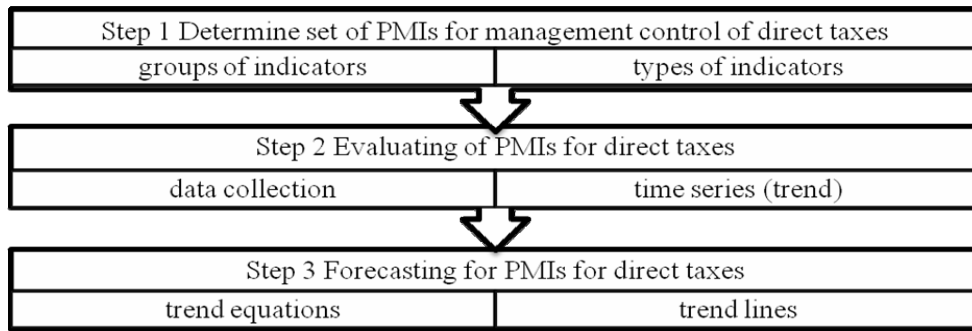 Step 1 Determine set of PMIs for management control of direct taxes
groups of indicators
types of indicators
Step 2 Evaluating of PMIs for direct taxes
data collection
time series (trend)
Step 3 Forecasting for PMIs for direct taxes
trend equations
trend lines